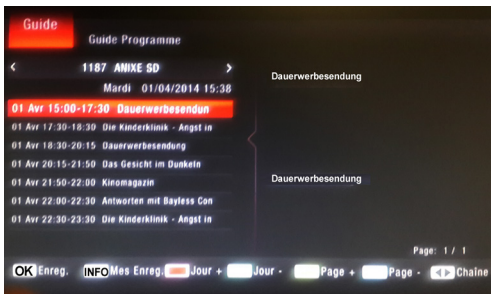 Guide
Guide Programme
< 1187 ANIXE SD >
Mardi 01/04/2014 15:38
01 Avr 15:00-17:30 Dauerwerbesendun
01 Avr 17:30-18:30 Die Kinderklinik - Angst in
01 Avr 18:30-20:15 Dauerwerbesendung
01 Avr 20:15-21:50 Das Gesicht im Dunkeln
01 Avr 21:50-22:00 Kinomagazin
01 Avr 22:00-22:30 Antworten mit Bayless Con
01 Avr 22:30-23:30 Die Kinderklinik - Angst in
Dauerwerbesendung
Dauerwerbesendung
Page: 1 / 1
OK Enreg. INFO Mes Enreg. Jour + Jour - Page + Page - Chaîne